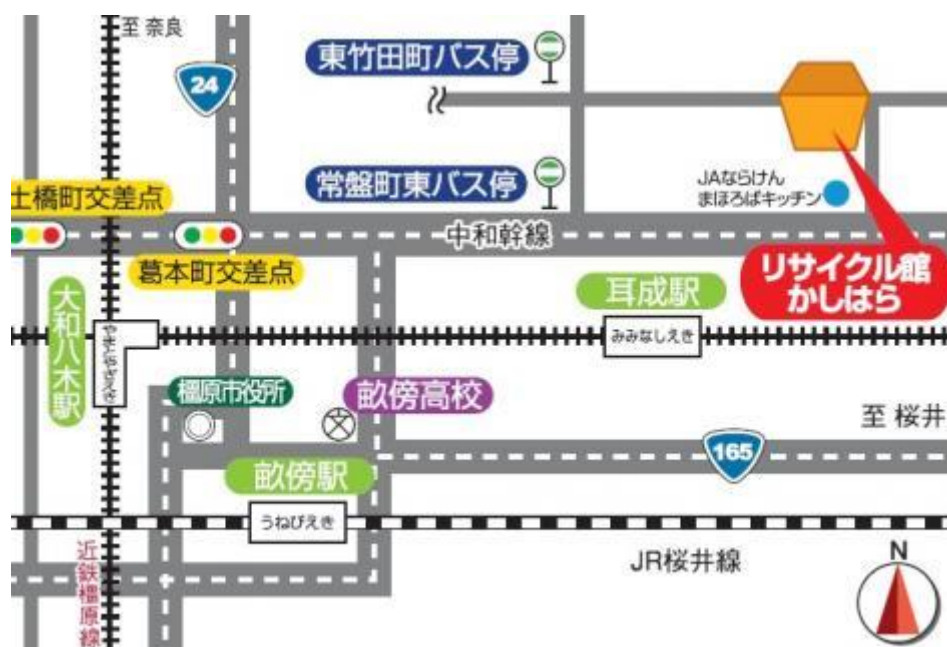 至 奈良
24
東竹田町バス停
常盤町東バス停
JAならけん
まほろばキッチン
土橋町交差点
中和幹線
葛本町交差点
リサイクル館
かしはら
大和八木駅
やまとやぎえき
耳成駅
みみなしえき
橿原市役所
畝傍高校
至 桜井
165
畝傍駅
うねびえき
近鉄橿原線
JR桜井線
N